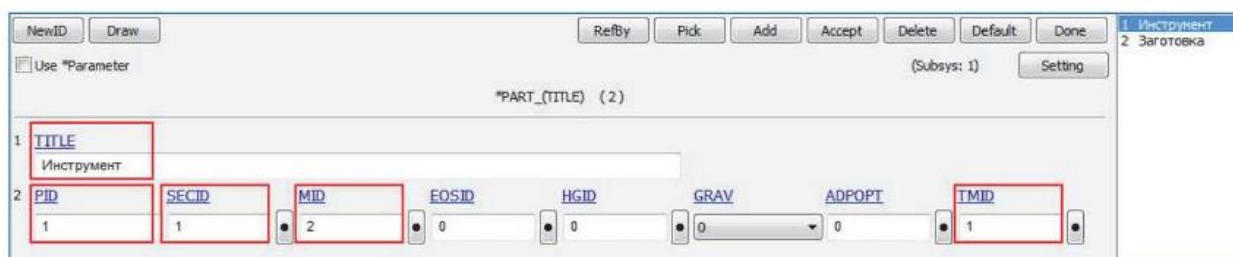 NewID Draw RefBy Pick Add Accept Delete Default Done
Use *Parameter (Subsys: 1) Setting
*PART_(TITLE) (2)
1 TITLE
Инструмент
2 PID SECID MID EOSID HGID GRAV ADPOPT TMID
1 1 2 0 0 0 0 1
1 Инструмент
2 Заготовка